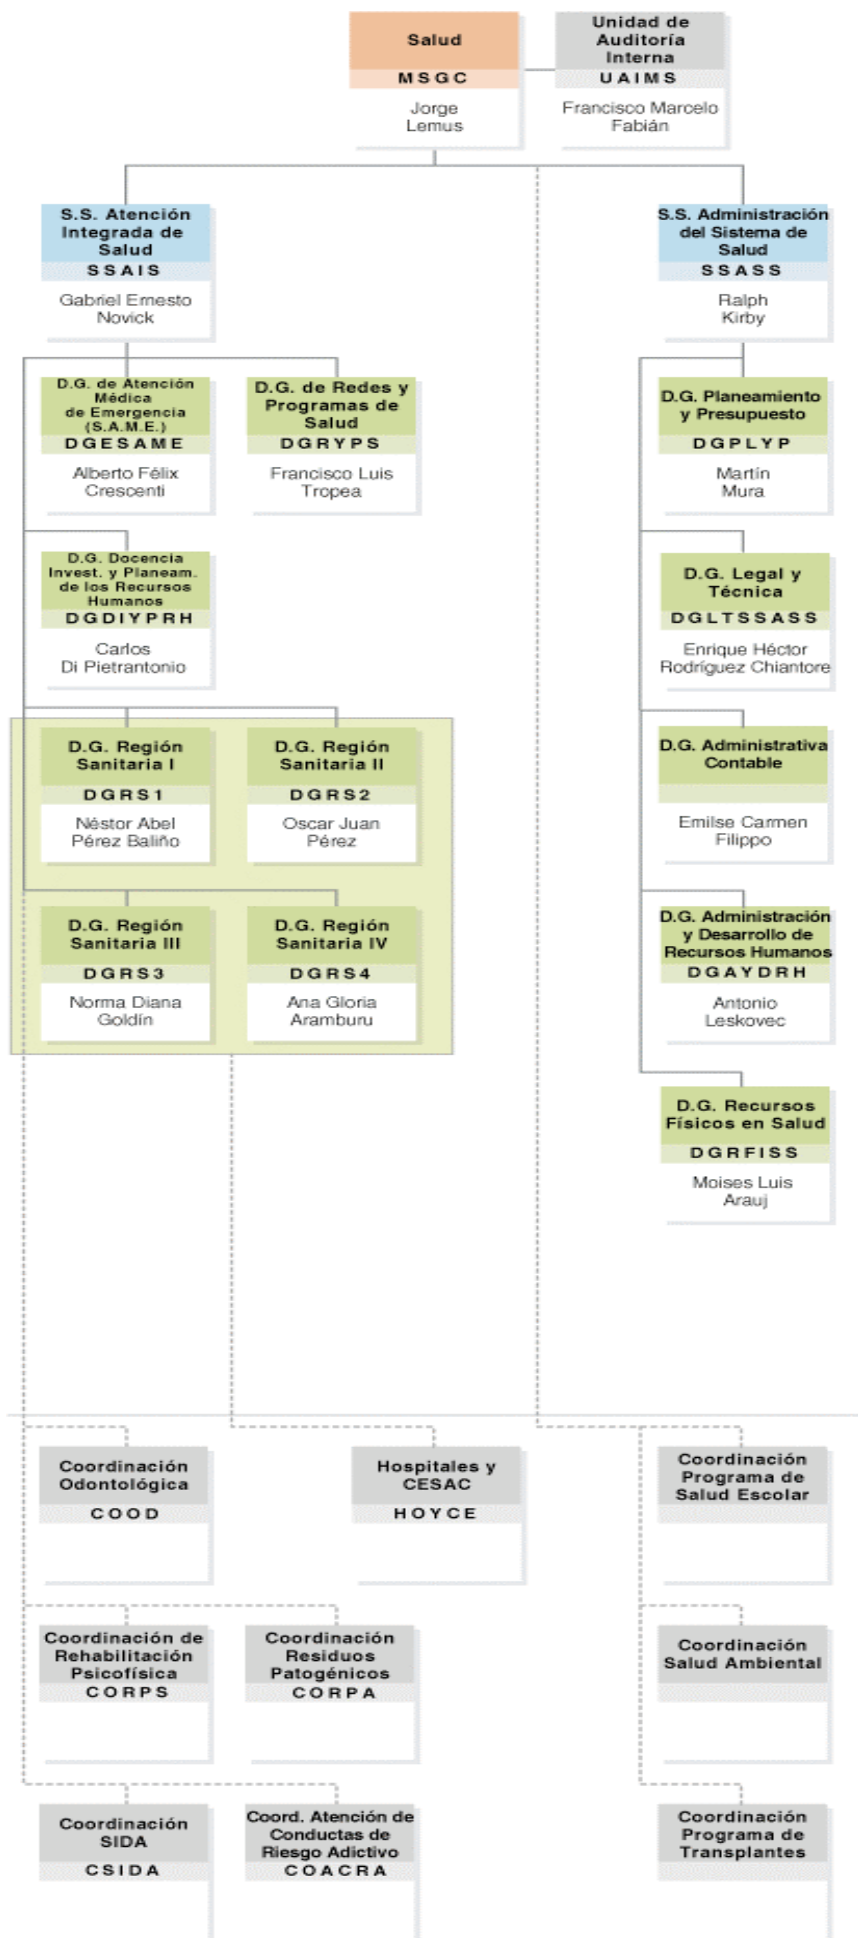 Salud
MSGC
Jorge
Lemus
Unidad de
Auditoría
Interna
UAIMS
Francisco Marcelo
Fabián
S.S. Atención
Integrada de
Salud
SSAIS
Gabriel Ernesto
Novick
S.S. Administración
del Sistema de
Salud
SSASS
Ralph
Kirby
D.G. de Atención
Médica
de Emergencia
(S.A.M.E.)
DGESAME
Alberto Félix
Crescenti
D.G. de Redes y
Programas de
Salud
DGRYPS
Francisco Luis
Tropea
D.G. Planeamiento
y Presupuesto
DGPLYP
Martín
Mura
D.G. Docencia
Invest. y Planeam.
de los Recursos
Humanos
DGDIYPRH
Carlos
Di Pietrantonio
D.G. Legal y
Técnica
DGLTSSASS
Enrique Héctor
Rodríguez Chiantore
D.G. Región
Sanitaria I
DGRS1
Néstor Abel
Pérez Baliño
D.G. Región
Sanitaria II
DGRS2
Oscar Juan
Pérez
D.G. Administrativa
Contable
Emilse Carmen
Filippo
D.G. Región
Sanitaria III
DGRS3
Norma Diana
Goldín
D.G. Región
Sanitaria IV
DGRS4
Ana Gloria
Aramburu
D.G. Administración
y Desarrollo de
Recursos Humanos
DGAYDRH
Antonio
Leskovec
D.G. Recursos
Físicos en Salud
DGRFISS
Moises Luis
Arauj
Coordinación
Odontológica
COOD
Hospitales y
CESAC
HOYCE
Coordinación
Programa de
Salud Escolar
Coordinación de
Rehabilitación
Psicofísica
CORPS
Coordinación
Residuos
Patogénicos
CORPA
Coordinación
Salud Ambiental
Coordinación
SIDA
CSIDA
Coord. Atención de
Conductas de
Riesgo Adictivo
COACRA
Coordinación
Programa de
Transplantes